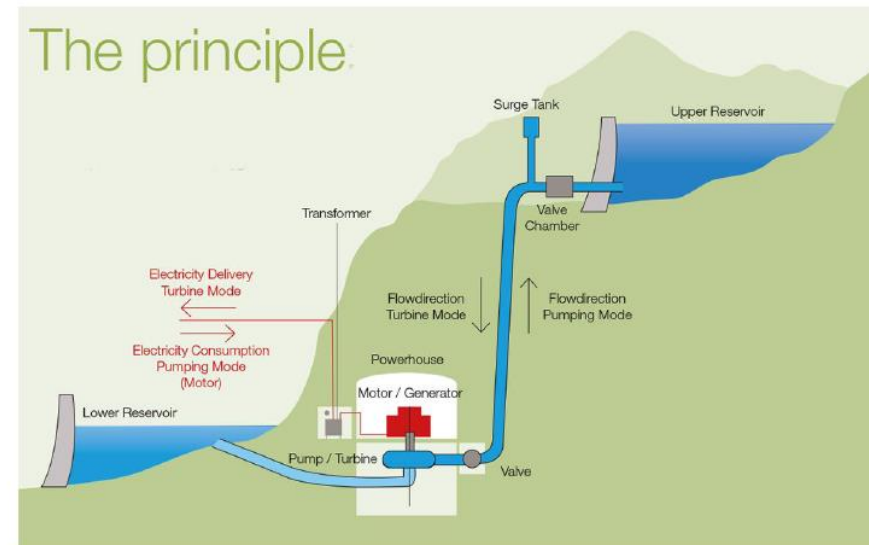 The principle:
Surge Tank
Upper Reservoir
Valve
Chamber
Transformer
Electricity Delivery
Turbine Mode
Flowdirection
Turbine Mode
Flowdirection
Pumping Mode
Electricity Consumption
Pumping Mode
(Motor)
Powerhouse
Motor / Generator
Lower Reservoir
Pump / Turbine
Valve